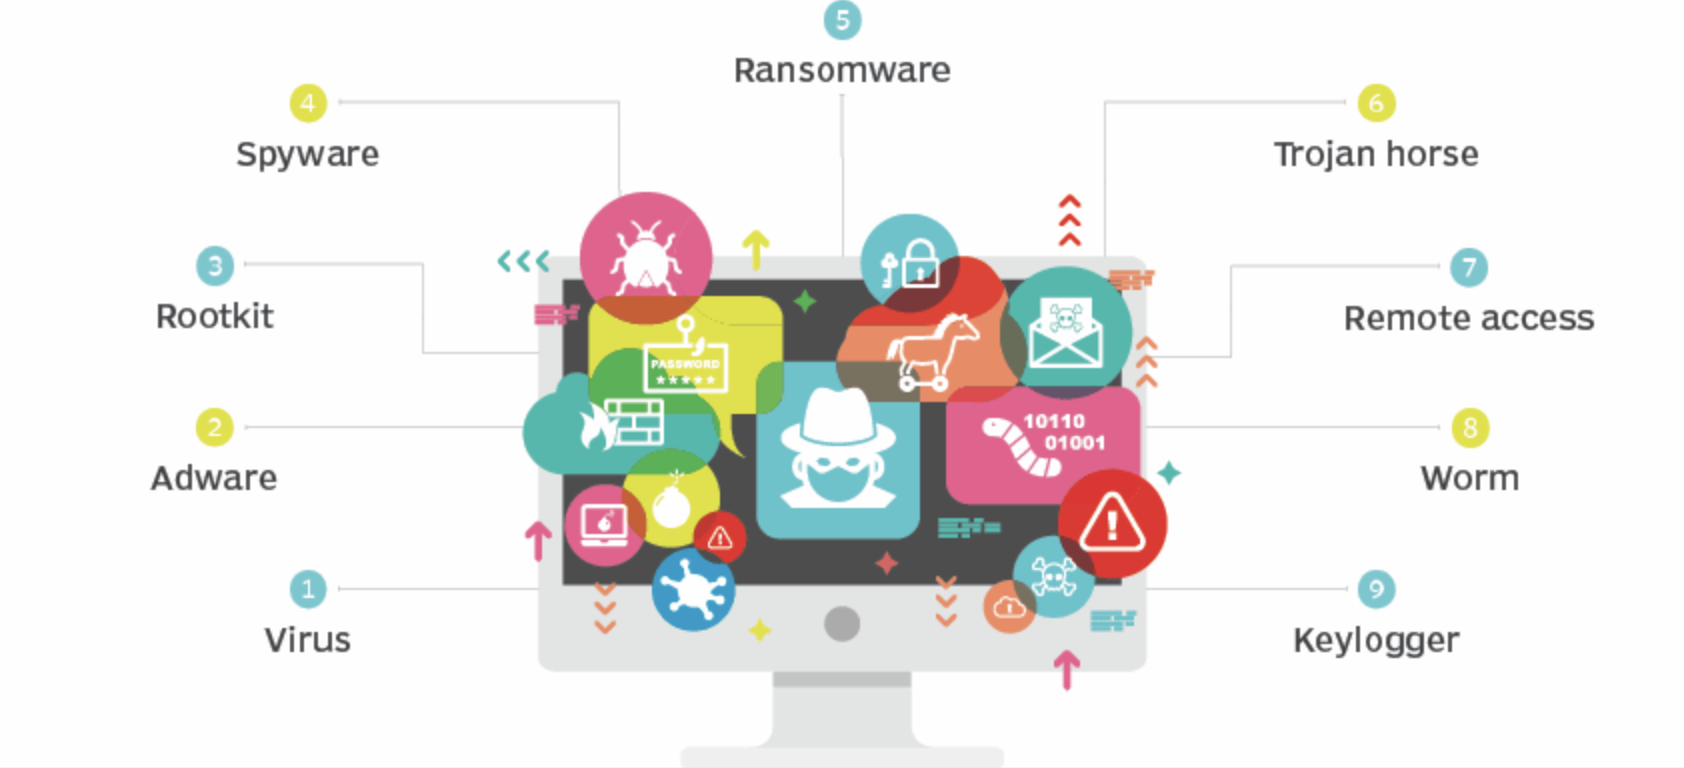 5
Ransomware
4
Spyware
6
Trojan horse
3
Rootkit
7
Remote access
PASSWORD
*****
2
Adware
10110
01001
8
Worm
1
Virus
9
Keylogger